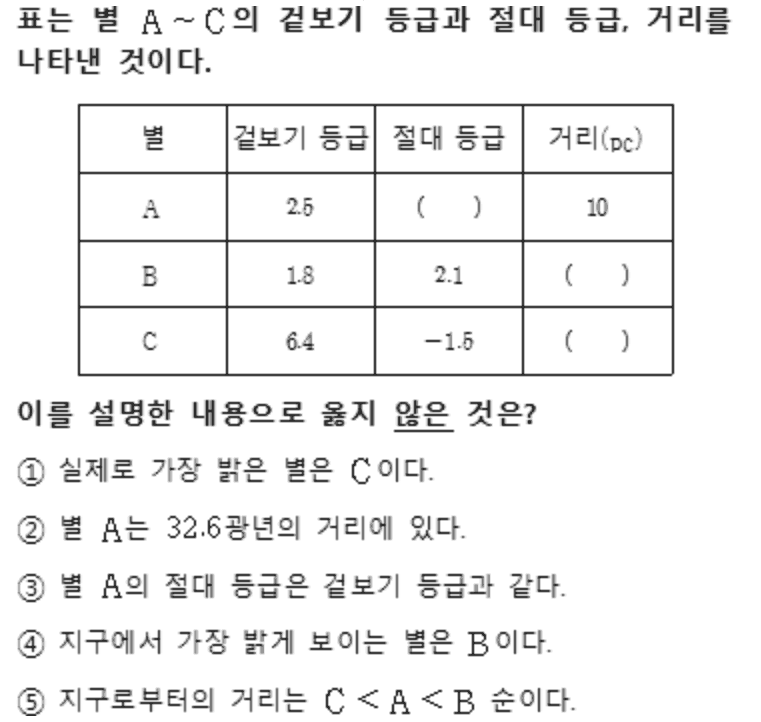 표는 별 A ~ C의 겉보기 등급과 절대 등급, 거리를
나타낸 것이다.
별 겉보기 등급 절대 등급 거리(pc)
A 2.5 ( ) 10
B 1.8 2.1 ( )
C 6.4 -1.5 ( )
이를 설명한 내용으로 옳지 않은 것은?
① 실제로 가장 밝은 별은 C이다.
② 별 A는 32.6광년의 거리에 있다.
③ 별 A의 절대 등급은 겉보기 등급과 같다.
④ 지구에서 가장 밝게 보이는 별은 B이다.
⑤ 지구로부터의 거리는 C < A < B 순이다.